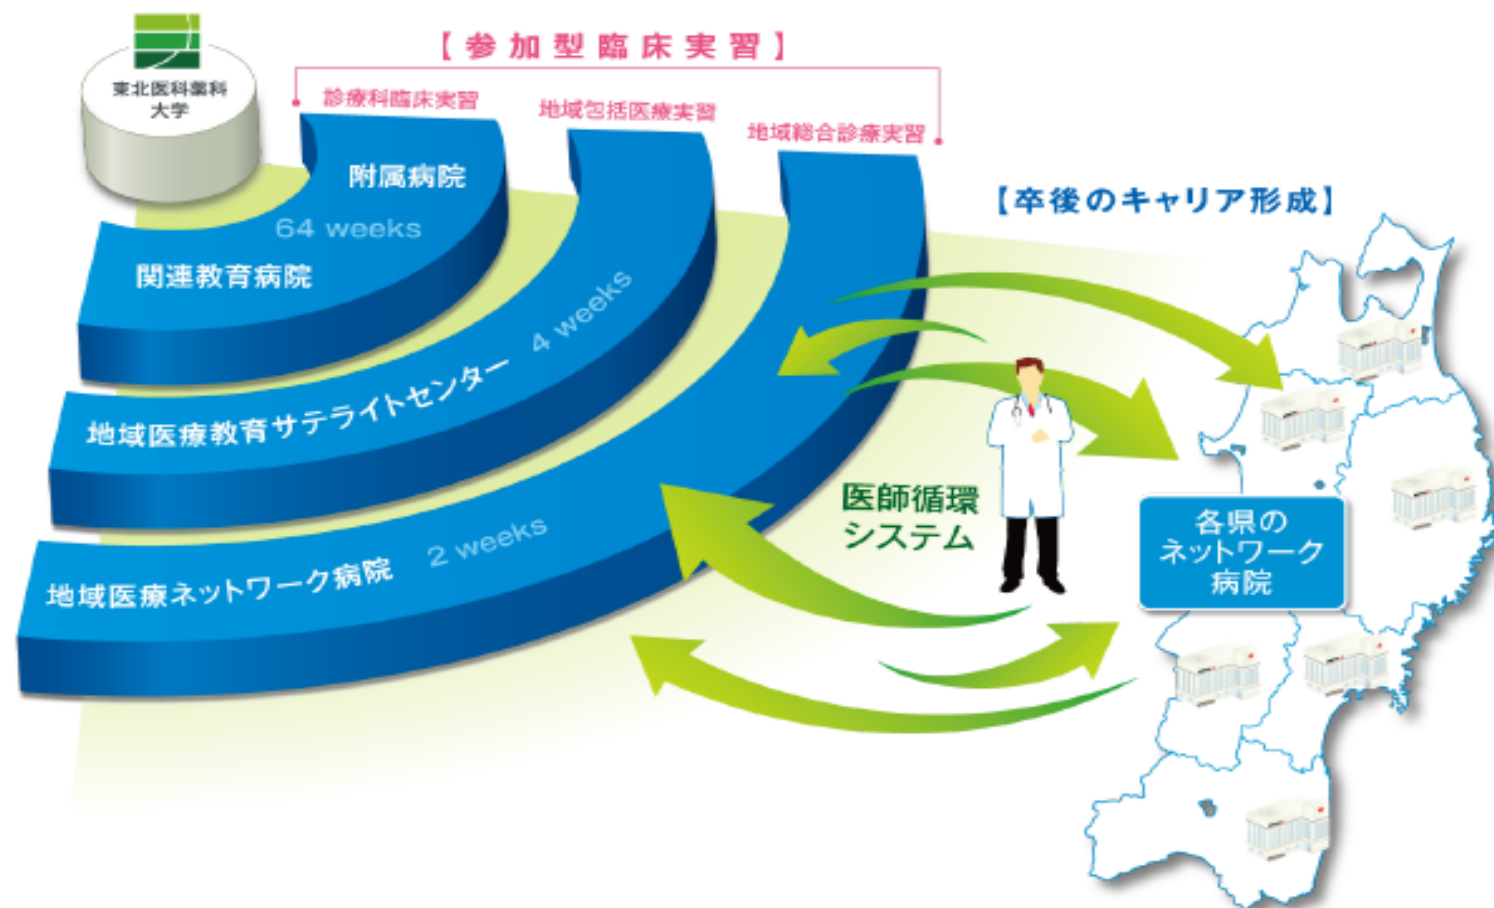 東北医科薬科
大学
【参加型臨床実習】
診療科臨床実習
地域包括医療実習
地域総合診療実習
附属病院
64 weeks
関連教育病院
地域医療教育サテライトセンター
4 weeks
地域医療ネットワーク病院
2 weeks
【卒後のキャリア形成】
医師循環
システム
各県の
ネットワーク
病院